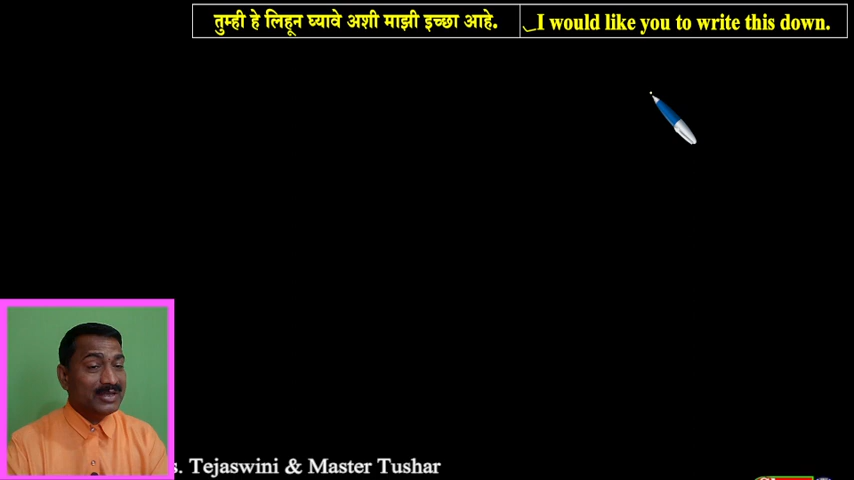 तुम्ही हे लिहून घ्यावे अशी माझी इच्छा आहे.
I would like you to write this down.
s. Tejaswini & Master Tushar